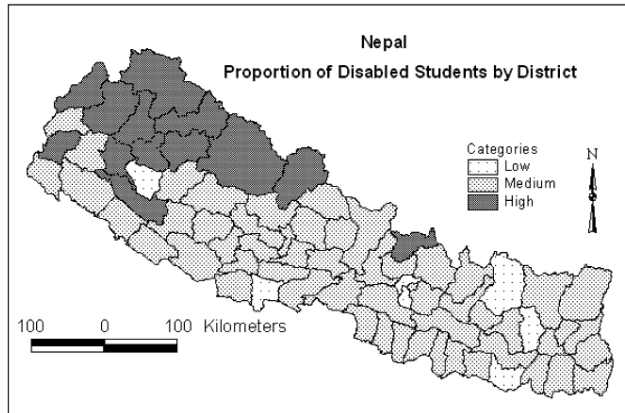 Nepal
Proportion of Disabled Students by District
Categories
Low
Medium
High
N
100 0 100 Kilometers